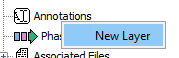 Annotations
Phas
New Layer
Associated Files